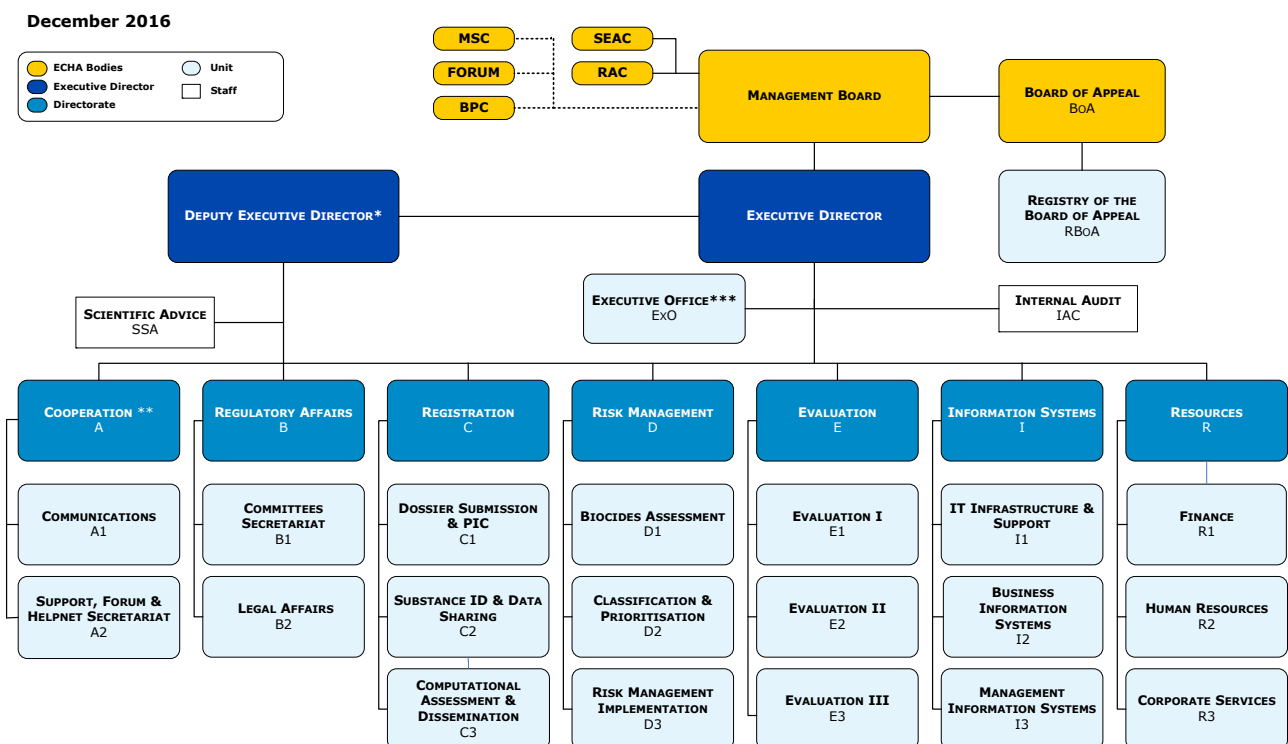 December 2016
ECHA Bodies
Executive Director
Directorate
Unit
Staff
MSC
FORUM
BPC
SEAC
RAC
MANAGEMENT BOARD
BOARD OF APPEAL
BoA
DEPUTY EXECUTIVE DIRECTOR*
EXECUTIVE DIRECTOR
REGISTRY OF THE
BOARD OF APPEAL
RBoA
EXECUTIVE OFFICE***
ExO
SCIENTIFIC ADVICE
SSA
INTERNAL AUDIT
IAC
COOPERATION **
A
REGULATORY AFFAIRS
B
REGISTRATION
C
RISK MANAGEMENT
D
EVALUATION
E
INFORMATION SYSTEMS
I
RESOURCES
R
COMMUNICATIONS
A1
COMMITTEES
SECRETARIAT
B1
DOSSIER SUBMISSION
& PIC
C1
BIOCIDES ASSESSMENT
D1
EVALUATION I
E1
IT INFRASTRUCTURE &
SUPPORT
I1
FINANCE
R1
SUPPORT, FORUM &
HELPNET SECRETARIAT
A2
LEGAL AFFAIRS
B2
SUBSTANCE ID & DATA
SHARING
C2
CLASSIFICATION &
PRIORITISATION
D2
EVALUATION II
E2
BUSINESS
INFORMATION
SYSTEMS
I2
HUMAN RESOURCES
R2
COMPUTATIONAL
ASSESSMENT &
DISSEMINATION
C3
RISK MANAGEMENT
IMPLEMENTATION
D3
EVALUATION III
E3
MANAGEMENT
INFORMATION SYSTEMS
I3
CORPORATE SERVICES
R3